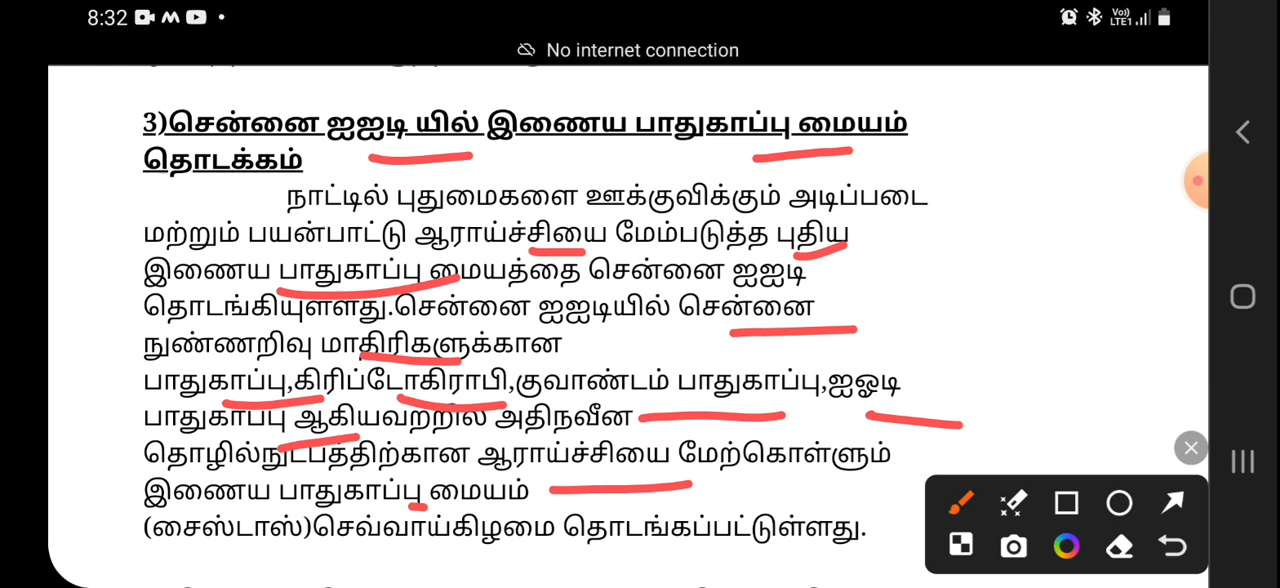 8:32
Vo)) LTE1
No internet connection
3)சென்னை ஐஐடி யில் இணைய பாதுகாப்பு மையம்
தொடக்கம்
நாட்டில் புதுமைகளை ஊக்குவிக்கும் அடிப்படை
மற்றும் பயன்பாட்டு ஆராய்ச்சியை மேம்படுத்த புதிய
இணைய பாதுகாப்பு மையத்தை சென்னை ஐஐடி
தொடங்கியுள்ளது.சென்னை ஐஐடியில் சென்னை
நுண்ணறிவு மாதிரிகளுக்கான
பாதுகாப்பு,கிரிப்டோகிராபி,குவாண்டம் பாதுகாப்பு,ஐஓடி
பாதுகாப்பு ஆகியவற்றில் அதிநவீன
தொழில்நுட்பத்திற்கான ஆராய்ச்சியை மேற்கொள்ளும்
இணைய பாதுகாப்பு மையம்
(சைஸ்டாஸ்)செவ்வாய்கிழமை தொடங்கப்பட்டுள்ளது.